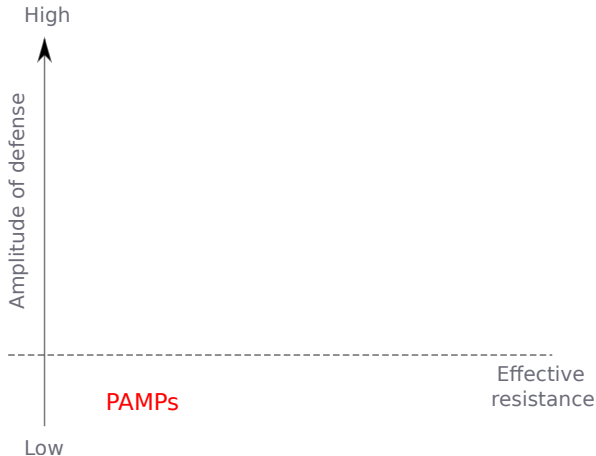 High
Amplitude of defense
Effective
resistance
PAMPs
Low